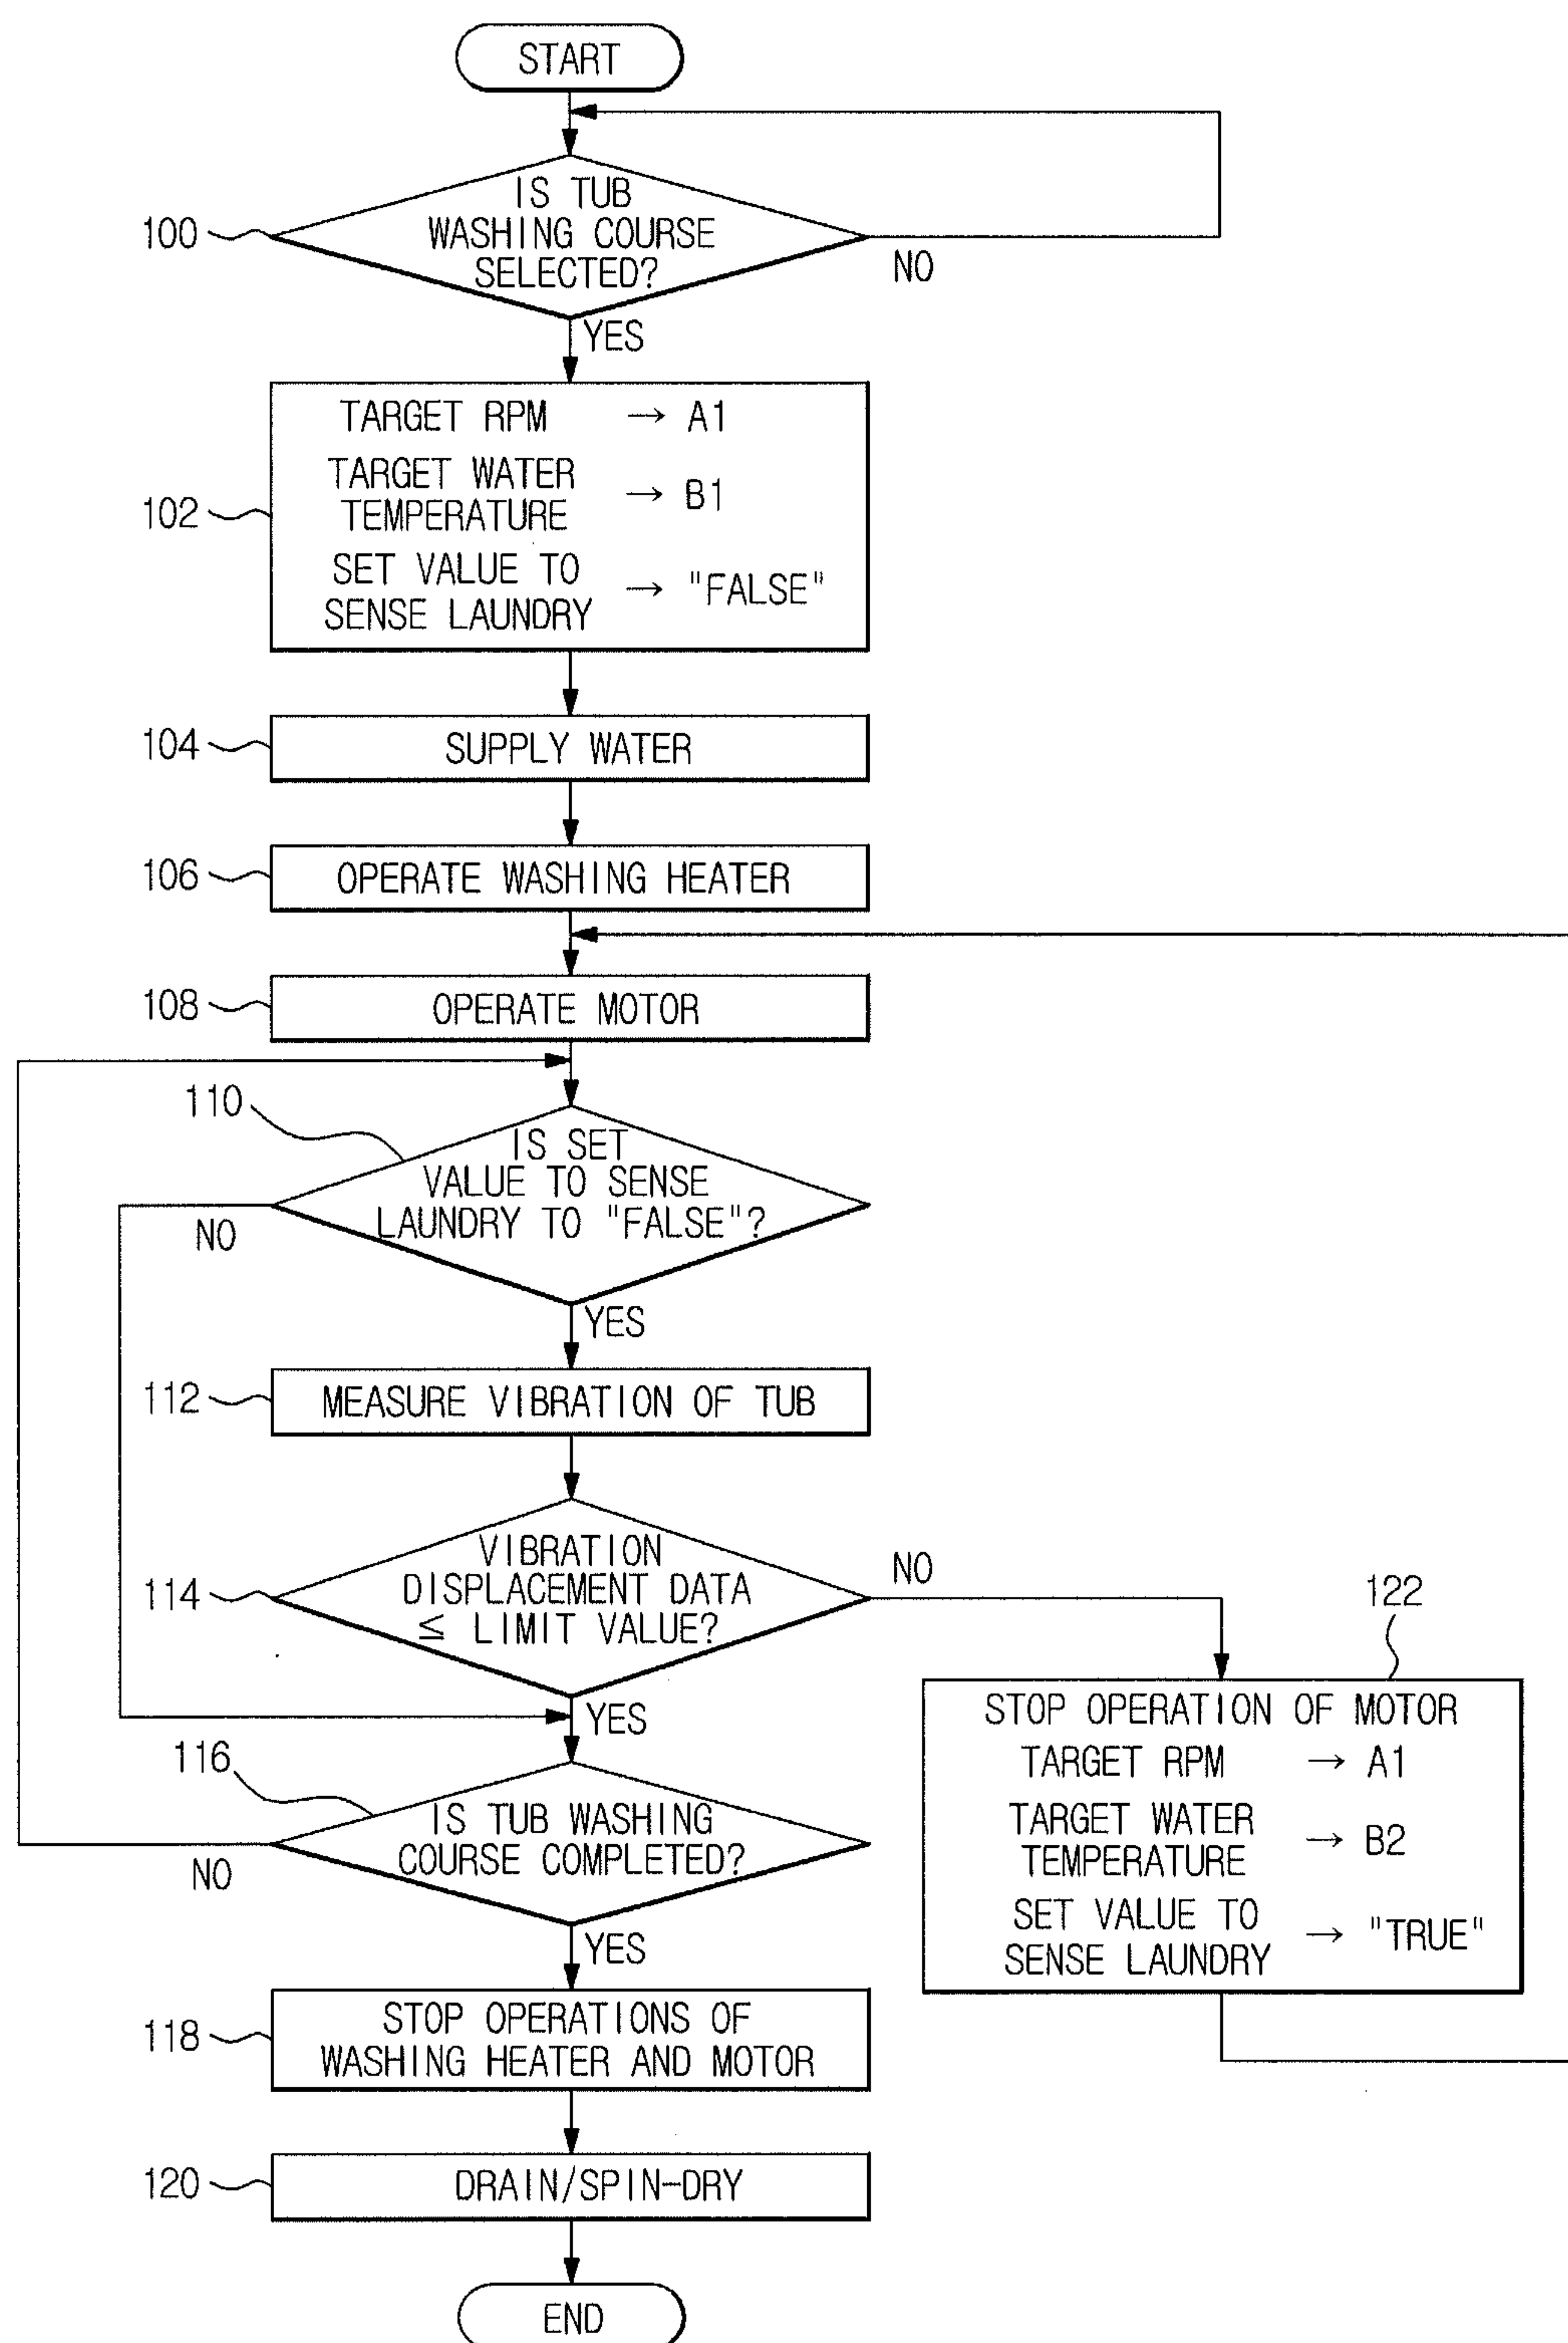 START
IS TUB
WASHING COURSE
SELECTED?
100
NO
YES
TARGET RPM → A1
TARGET WATER
TEMPERATURE → B1
SET VALUE TO
SENSE LAUNDRY → "FALSE"
102
SUPPLY WATER
104
OPERATE WASHING HEATER
106
OPERATE MOTOR
108
110
IS SET
VALUE TO SENSE
LAUNDRY TO "FALSE"?
NO
YES
MEASURE VIBRATION OF TUB
112
VIBRATION
DISPLACEMENT DATA
≤ LIMIT VALUE?
114
NO
YES
122
STOP OPERATION OF MOTOR
TARGET RPM → A1
TARGET WATER
TEMPERATURE → B2
SET VALUE TO
SENSE LAUNDRY → "TRUE"
116
IS TUB WASHING
COURSE COMPLETED?
NO
YES
STOP OPERATIONS OF
WASHING HEATER AND MOTOR
118
DRAIN/SPIN-DRY
120
END